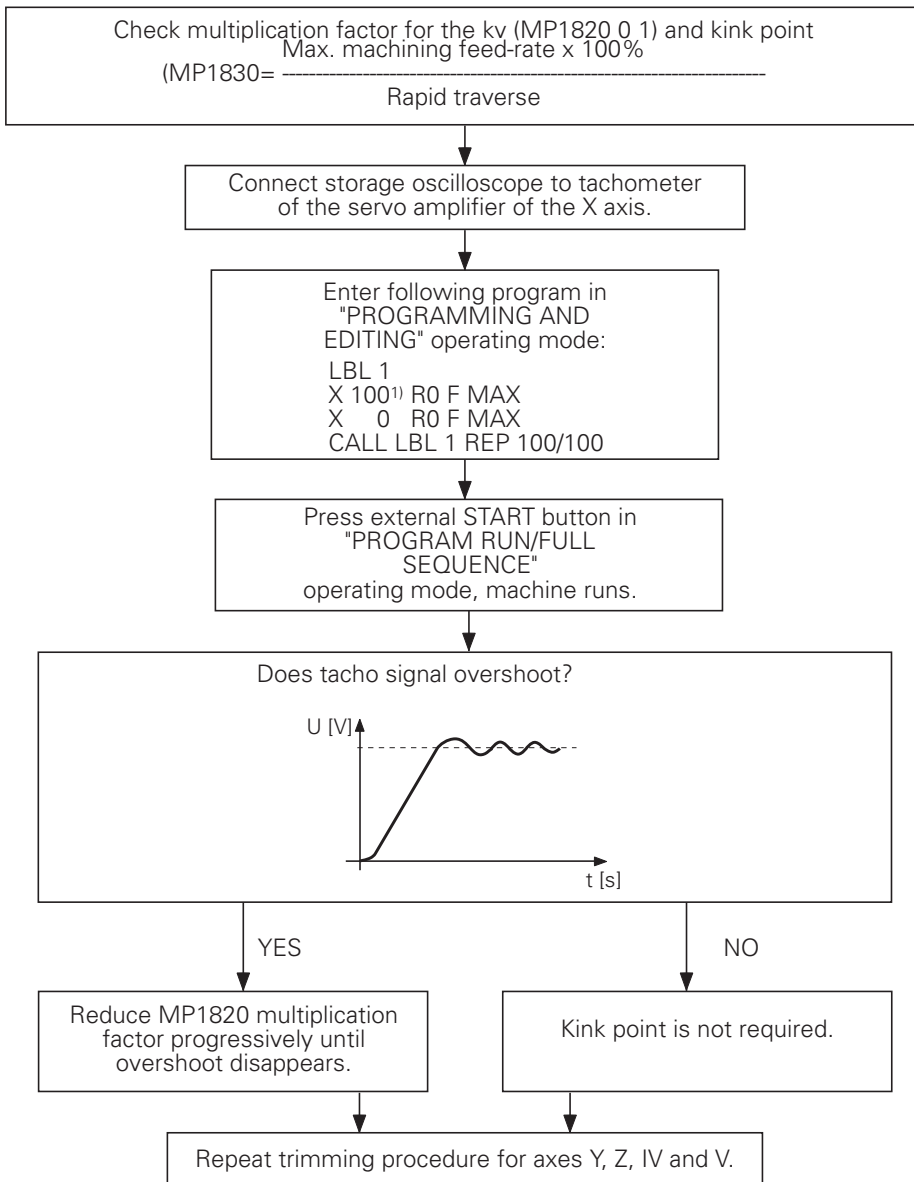 Check multiplication factor for the kv (MP1820 0 1) and kink point
Max. machining feed-rate x 100%
(MP1830= ------------------------------------------------------------------------
Rapid traverse
Connect storage oscilloscope to tachometer
of the servo amplifier of the X axis.
Enter following program in
"PROGRAMMING AND
EDITING" operating mode:
LBL 1
X 100¹⁾ R0 F MAX
X 0 R0 F MAX
CALL LBL 1 REP 100/100
Press external START button in
"PROGRAM RUN/FULL
SEQUENCE"
operating mode, machine runs.
Does tacho signal overshoot?
U [V]
t [s]
YES
NO
Reduce MP1820 multiplication
factor progressively until
overshoot disappears.
Kink point is not required.
Repeat trimming procedure for axes Y, Z, IV and V.